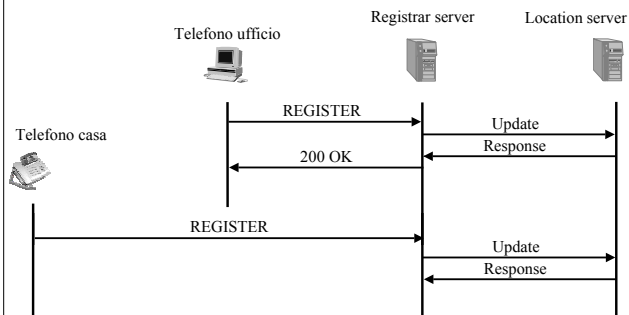 Registrar server
Location server
Telefono ufficio
REGISTER
Update
Response
200 OK
Telefono casa
REGISTER
Update
Response